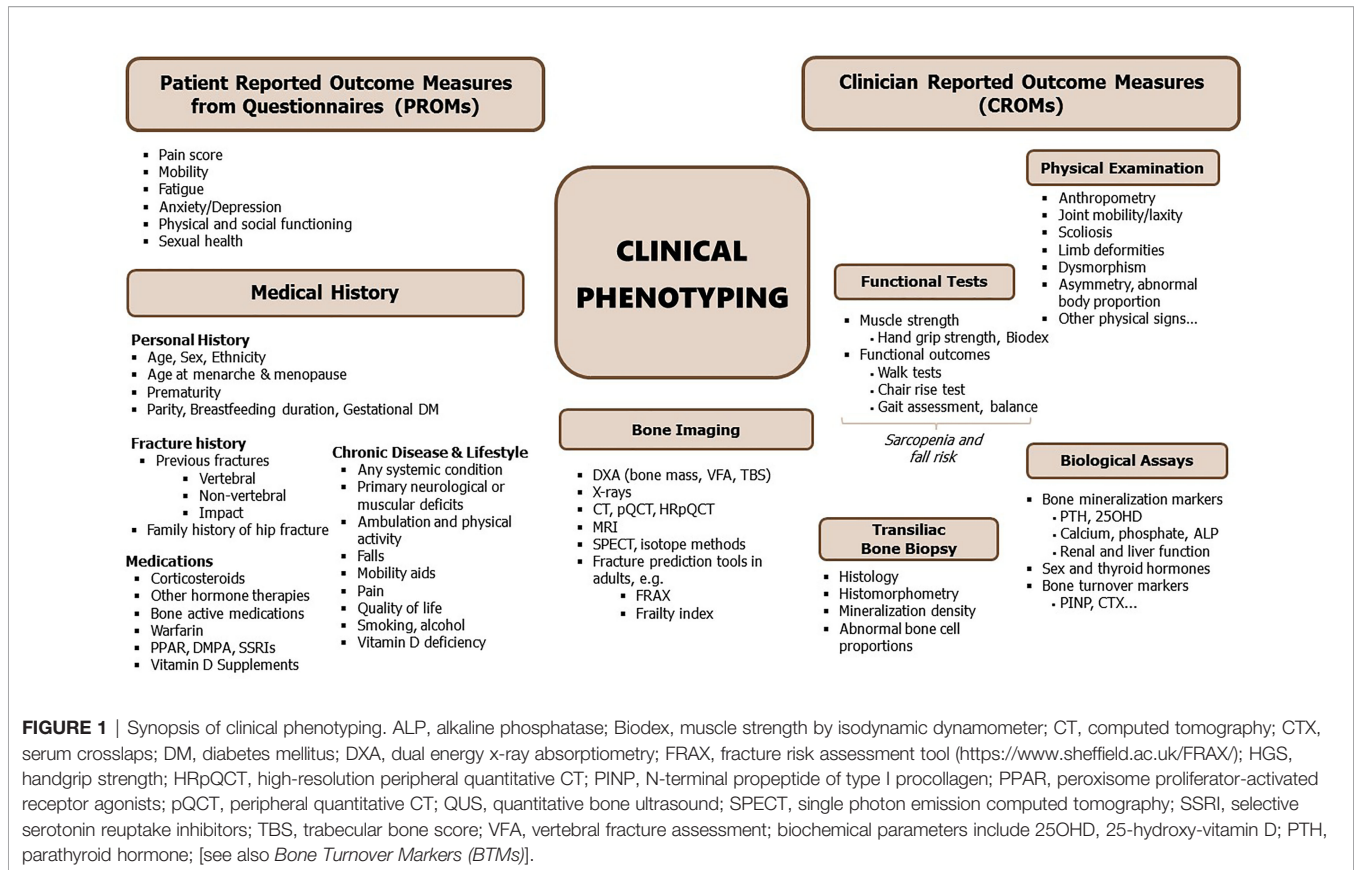 Patient Reported Outcome Measures
from Questionnaires (PROMs)
▪ Pain score
▪ Mobility
▪ Fatigue
▪ Anxiety/Depression
▪ Physical and social functioning
▪ Sexual health
Medical History
Personal History
▪ Age, Sex, Ethnicity
▪ Age at menarche & menopause
▪ Prematurity
▪ Parity, Breastfeeding duration, Gestational DM
Fracture history
▪ Previous fractures
▪ Vertebral
▪ Non-vertebral
▪ Impact
▪ Family history of hip fracture
Medications
▪ Corticosteroids
▪ Other hormone therapies
▪ Bone active medications
▪ Warfarin
▪ PPAR, DMPA, SSRIs
▪ Vitamin D Supplements
Chronic Disease & Lifestyle
▪ Any systemic condition
▪ Primary neurological or
muscular deficits
▪ Ambulation and physical
activity
▪ Falls
▪ Mobility aids
▪ Pain
▪ Quality of life
▪ Smoking, alcohol
▪ Vitamin D deficiency
CLINICAL
PHENOTYPING
Bone Imaging
▪ DXA (bone mass, VFA, TBS)
▪ X-rays
▪ CT, pQCT, HRpQCT
▪ MRI
▪ SPECT, isotope methods
▪ Fracture prediction tools in
adults, e.g.
▪ FRAX
▪ Frailty index
Clinician Reported Outcome Measures
(CROMs)
Physical Examination
▪ Anthropometry
▪ Joint mobility/laxity
▪ Scoliosis
▪ Limb deformities
▪ Dysmorphism
▪ Asymmetry, abnormal
body proportion
▪ Other physical signs...
Functional Tests
▪ Muscle strength
▪ Hand grip strength, Biodex
▪ Functional outcomes
▪ Walk tests
▪ Chair rise test
▪ Gait assessment, balance
Sarcopenia and
fall risk
Transiliac
Bone Biopsy
▪ Histology
▪ Histomorphometry
▪ Mineralization density
▪ Abnormal bone cell
proportions
Biological Assays
▪ Bone mineralization markers
▪ PTH, 25OHD
▪ Calcium, phosphate, ALP
▪ Renal and liver function
▪ Sex and thyroid hormones
▪ Bone turnover markers
▪ PINP, CTX...
FIGURE 1 | Synopsis of clinical phenotyping. ALP, alkaline phosphatase; Biodex, muscle strength by isodynamic dynamometer; CT, computed tomography; CTX,
serum crosslaps; DM, diabetes mellitus; DXA, dual energy x-ray absorptiometry; FRAX, fracture risk assessment tool (https://www.sheffield.ac.uk/FRAX/); HGS,
handgrip strength; HRpQCT, high-resolution peripheral quantitative CT; PINP, N-terminal propeptide of type I procollagen; PPAR, peroxisome proliferator-activated
receptor agonists; pQCT, peripheral quantitative CT; QUS, quantitative bone ultrasound; SPECT, single photon emission computed tomography; SSRI, selective
serotonin reuptake inhibitors; TBS, trabecular bone score; VFA, vertebral fracture assessment; biochemical parameters include 25OHD, 25-hydroxy-vitamin D; PTH,
parathyroid hormone; [see also Bone Turnover Markers (BTMs)].